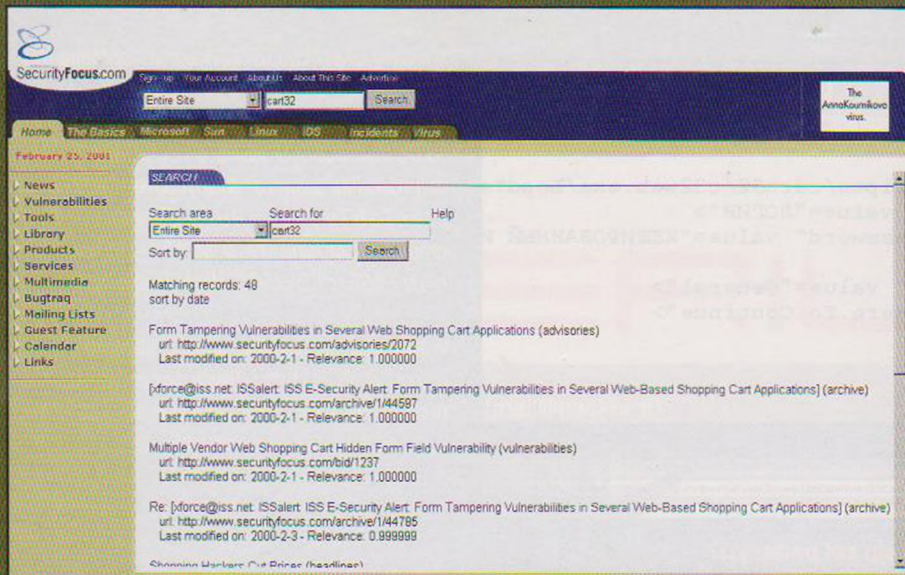 SecurityFocus.com
Sign-up Your Account About Us About This Site Advertise
Entire Site cart32 Search
The
AnnaKournikova
virus.
Home The Basics Microsoft Sun Linux IDS Incidents Virus
February 25, 2001
News
Vulnerabilities
Tools
Library
Products
Services
Multimedia
Bugtraq
Mailing Lists
Guest Feature
Calendar
Links
SEARCH
Search area Search for Help
Entire Site cart32
Sort by: Search
Matching records: 48
sort by date
Form Tampering Vulnerabilities in Several Web Shopping Cart Applications (advisories)
url: http://www.securityfocus.com/advisories/2072
Last modified on: 2000-2-1 - Relevance: 1.000000
[xforce@iss.net: ISSalert: ISS E-Security Alert: Form Tampering Vulnerabilities in Several Web-Based Shopping Cart Applications] (archive)
url: http://www.securityfocus.com/archive/1/44597
Last modified on: 2000-2-1 - Relevance: 1.000000
Multiple Vendor Web Shopping Cart Hidden Form Field Vulnerability (vulnerabilities)
url: http://www.securityfocus.com/bid/1237
Last modified on: 2000-2-1 - Relevance: 1.000000
Re: [xforce@iss.net: ISSalert: ISS E-Security Alert: Form Tampering Vulnerabilities in Several Web-Based Shopping Cart Applications] (archive)
url: http://www.securityfocus.com/archive/1/44785
Last modified on: 2000-2-3 - Relevance: 0.999999
Shopping Hackers Cut Prices (headlines)